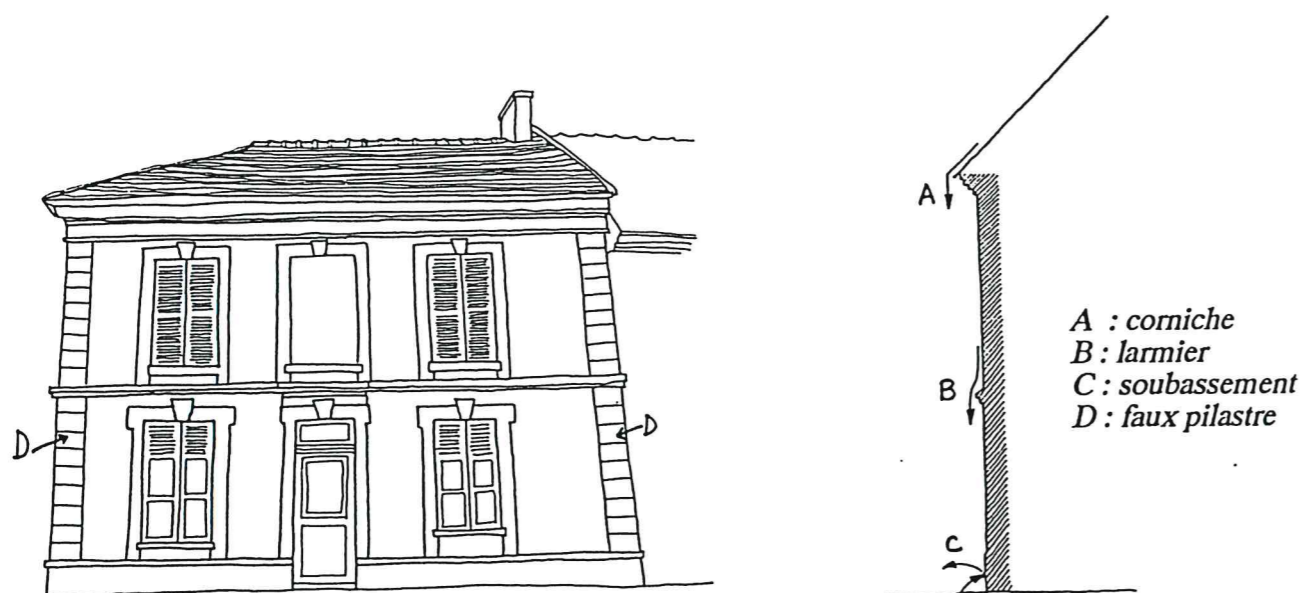 D
D
A
B
C
A : corniche
B : larmier
C : soubassement
D : faux pilastre